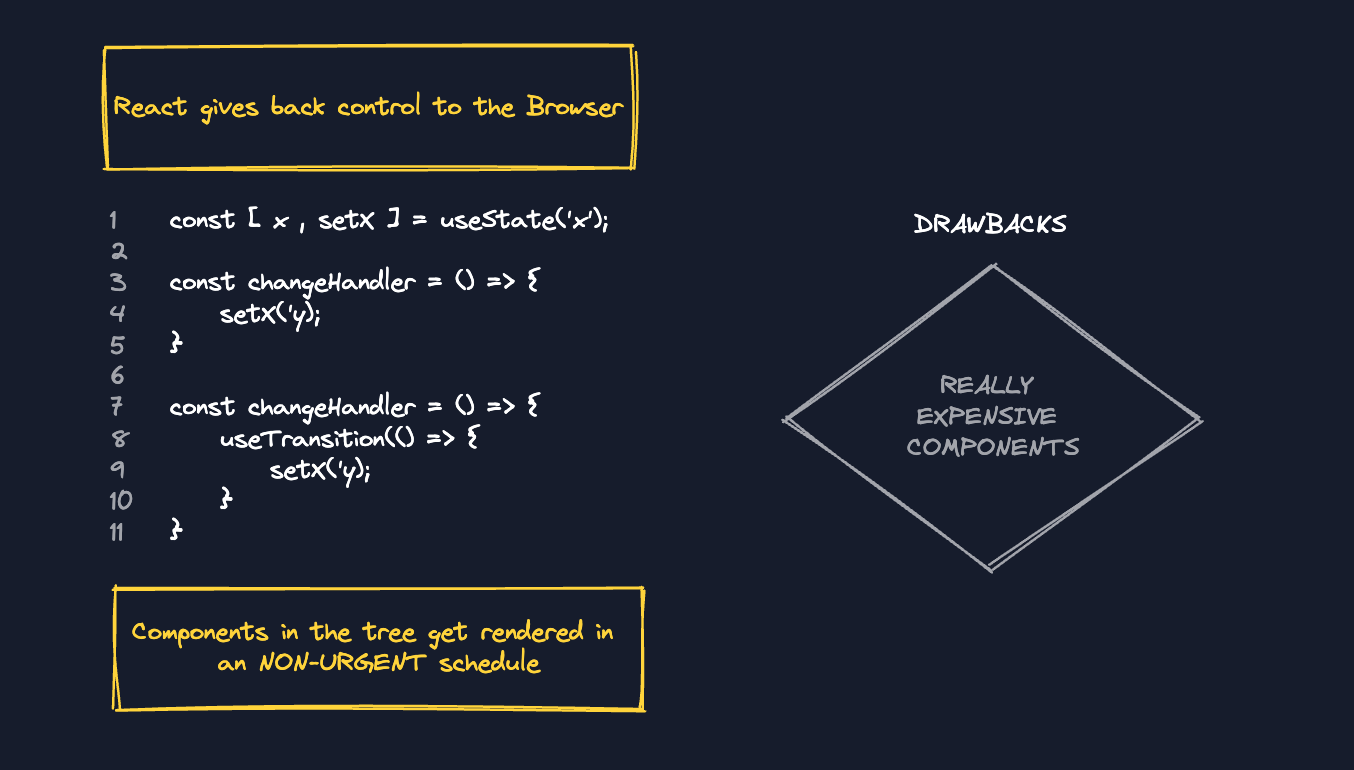 React gives back control to the Browser
1 const [ x , setX ] = useState('x');
2
3 const changeHandler = () => {
4 setX('y);
5 }
6
7 const changeHandler = () => {
8 useTransition(() => {
9 setX('y);
10 }
11 }
Components in the tree get rendered in
an NON-URGENT schedule
DRAWBACKS
REALLY
EXPENSIVE
COMPONENTS